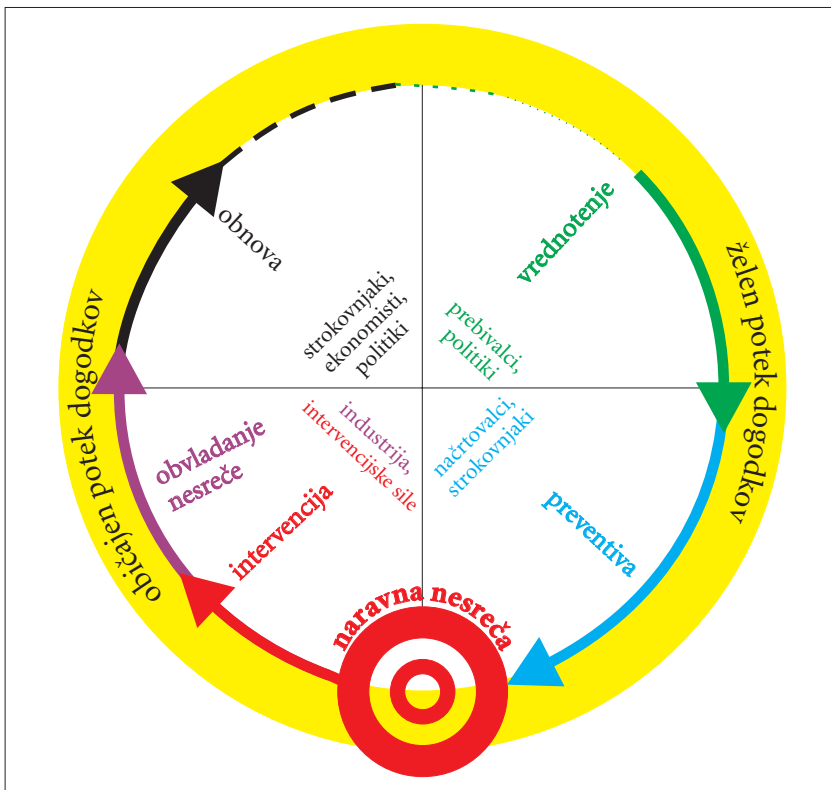 obnova
vrednotenje
strokovnjaki,
ekonomisti,
politiki
prebivalci,
politiki
običajen potek dogodkov
želen potek dogodkov
obvladanje
nesreče
industrija,
intervencijske sile
načrtovalci,
strokovnjaki
intervencija
preventiva
naravna nesreča